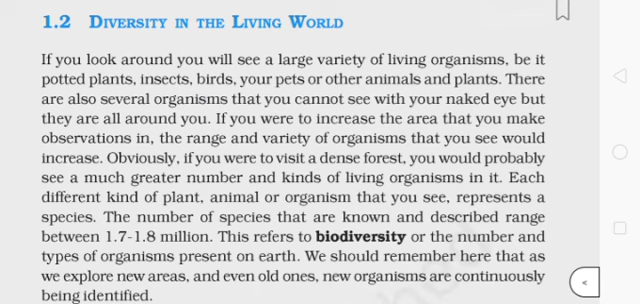 1.2 DIVERSITY IN THE LIVING WORLD
If you look around you will see a large variety of living organisms, be it
potted plants, insects, birds, your pets or other animals and plants. There
are also several organisms that you cannot see with your naked eye but
they are all around you. If you were to increase the area that you make
observations in, the range and variety of organisms that you see would
increase. Obviously, if you were to visit a dense forest, you would probably
see a much greater number and kinds of living organisms in it. Each
different kind of plant, animal or organism that you see, represents a
species. The number of species that are known and described range
between 1.7-1.8 million. This refers to biodiversity or the number and
types of organisms present on earth. We should remember here that as
we explore new areas, and even old ones, new organisms are continuously
being identified.